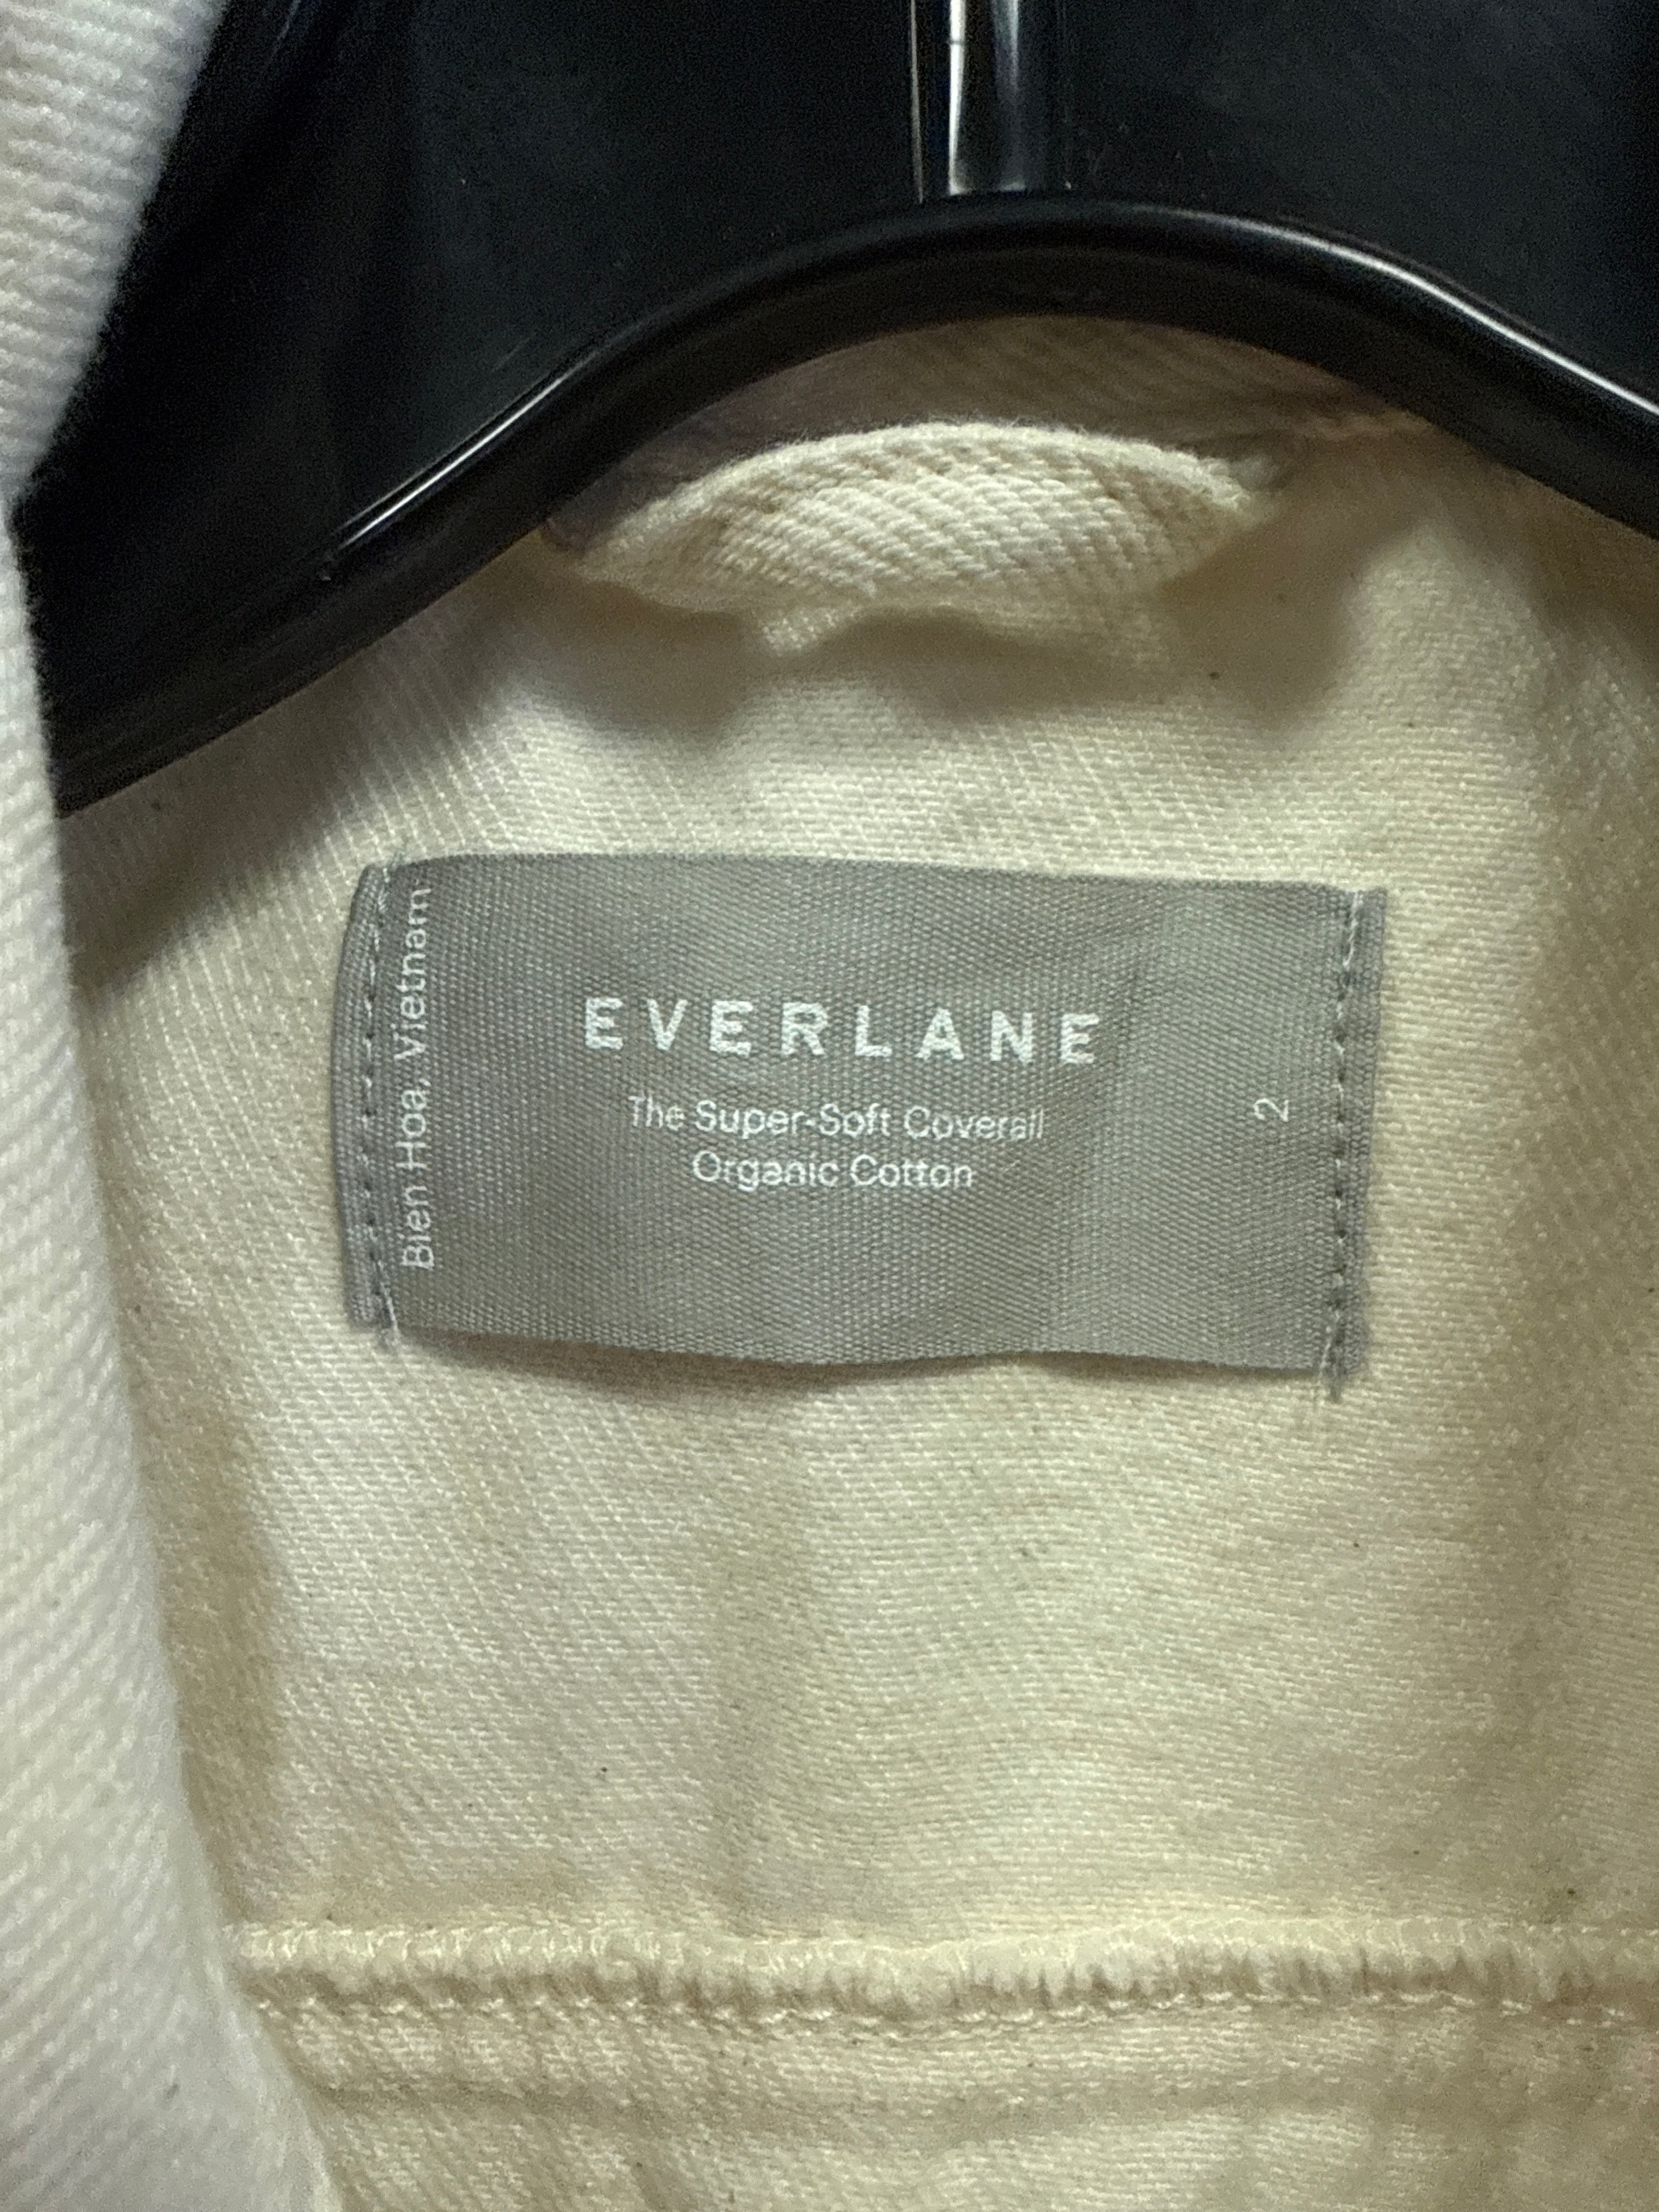 Bien Hoa, Vietnam
EVERLANE
The Super-Soft Coverall
Organic Cotton
2